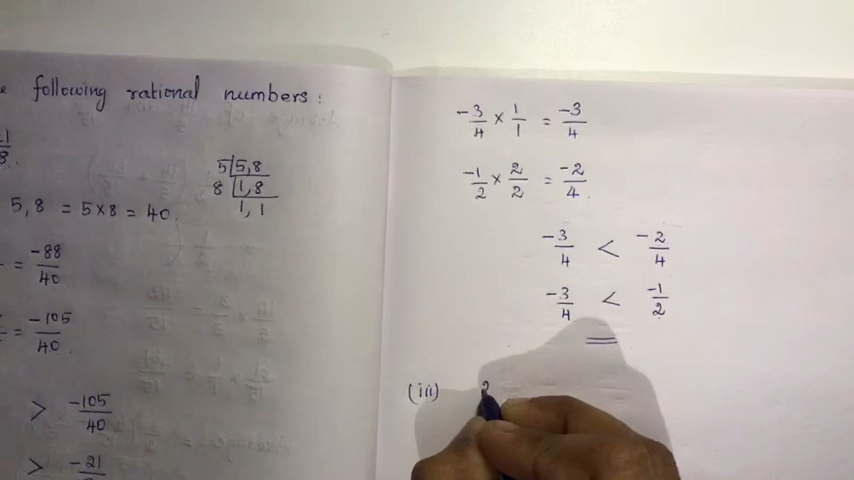 following rational numbers:
5 | 5, 8
8 | 1, 8
1, 1
5, 8 = 5 × 8 = 40
= -88/40
= -105/40.
> -105/40
> -21
-3/4 × 1/1 = -3/4
-1/2 × 2/2 = -2/4.
-3/4 < -2/4
-3/4 < -1/2
(iii)